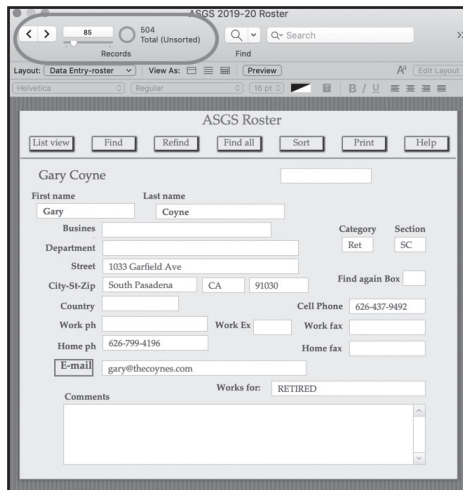 ASGS 2019-20 Roster
85
504
Total (Unsorted)
Search
Records
Find
Layout: Data Entry-roster View As: Preview Edit Layout
Helvetica Regular 16 pt B I U
ASGS Roster
List view Find Refind Find all Sort Print Help
Gary Coyne
First name Last name
Gary Coyne
Busines Category Section
Department Ret SC
Street 1033 Garfield Ave
Find again Box
City-St-Zip South Pasadena CA 91030
Country Cell Phone 626-437-9492
Work ph Work Ex Work fax
Home ph 626-799-4196 Home fax
E-mail gary@thecoynes.com
Works for: RETIRED
Comments